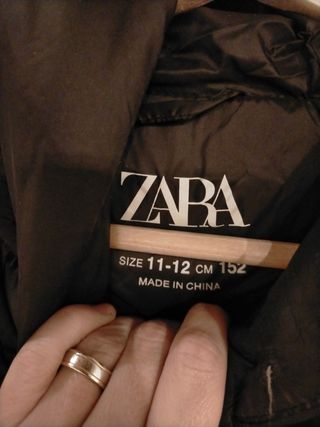 ZARA
SIZE 11-12 CM 152
MADE IN CHINA